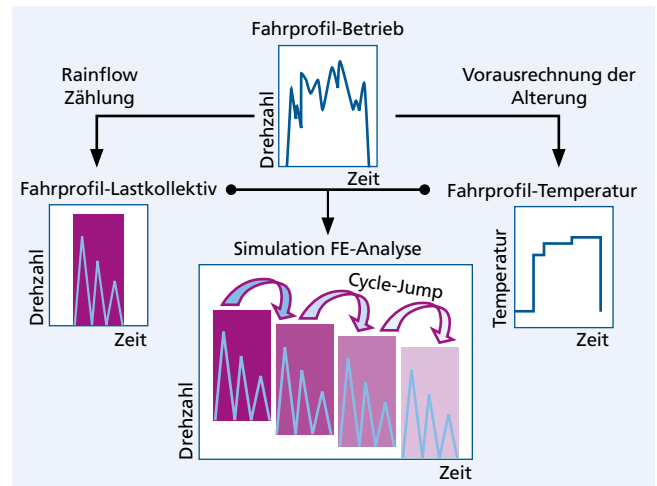 Fahrprofil-Betrieb
Rainflow
Zählung
Vorausrechnung der
Alterung
Drehzahl
Zeit
Fahrprofil-Lastkollektiv
Fahrprofil-Temperatur
Drehzahl
Zeit
Simulation FE-Analyse
Cycle-Jump
Drehzahl
Zeit
Temperatur
Zeit